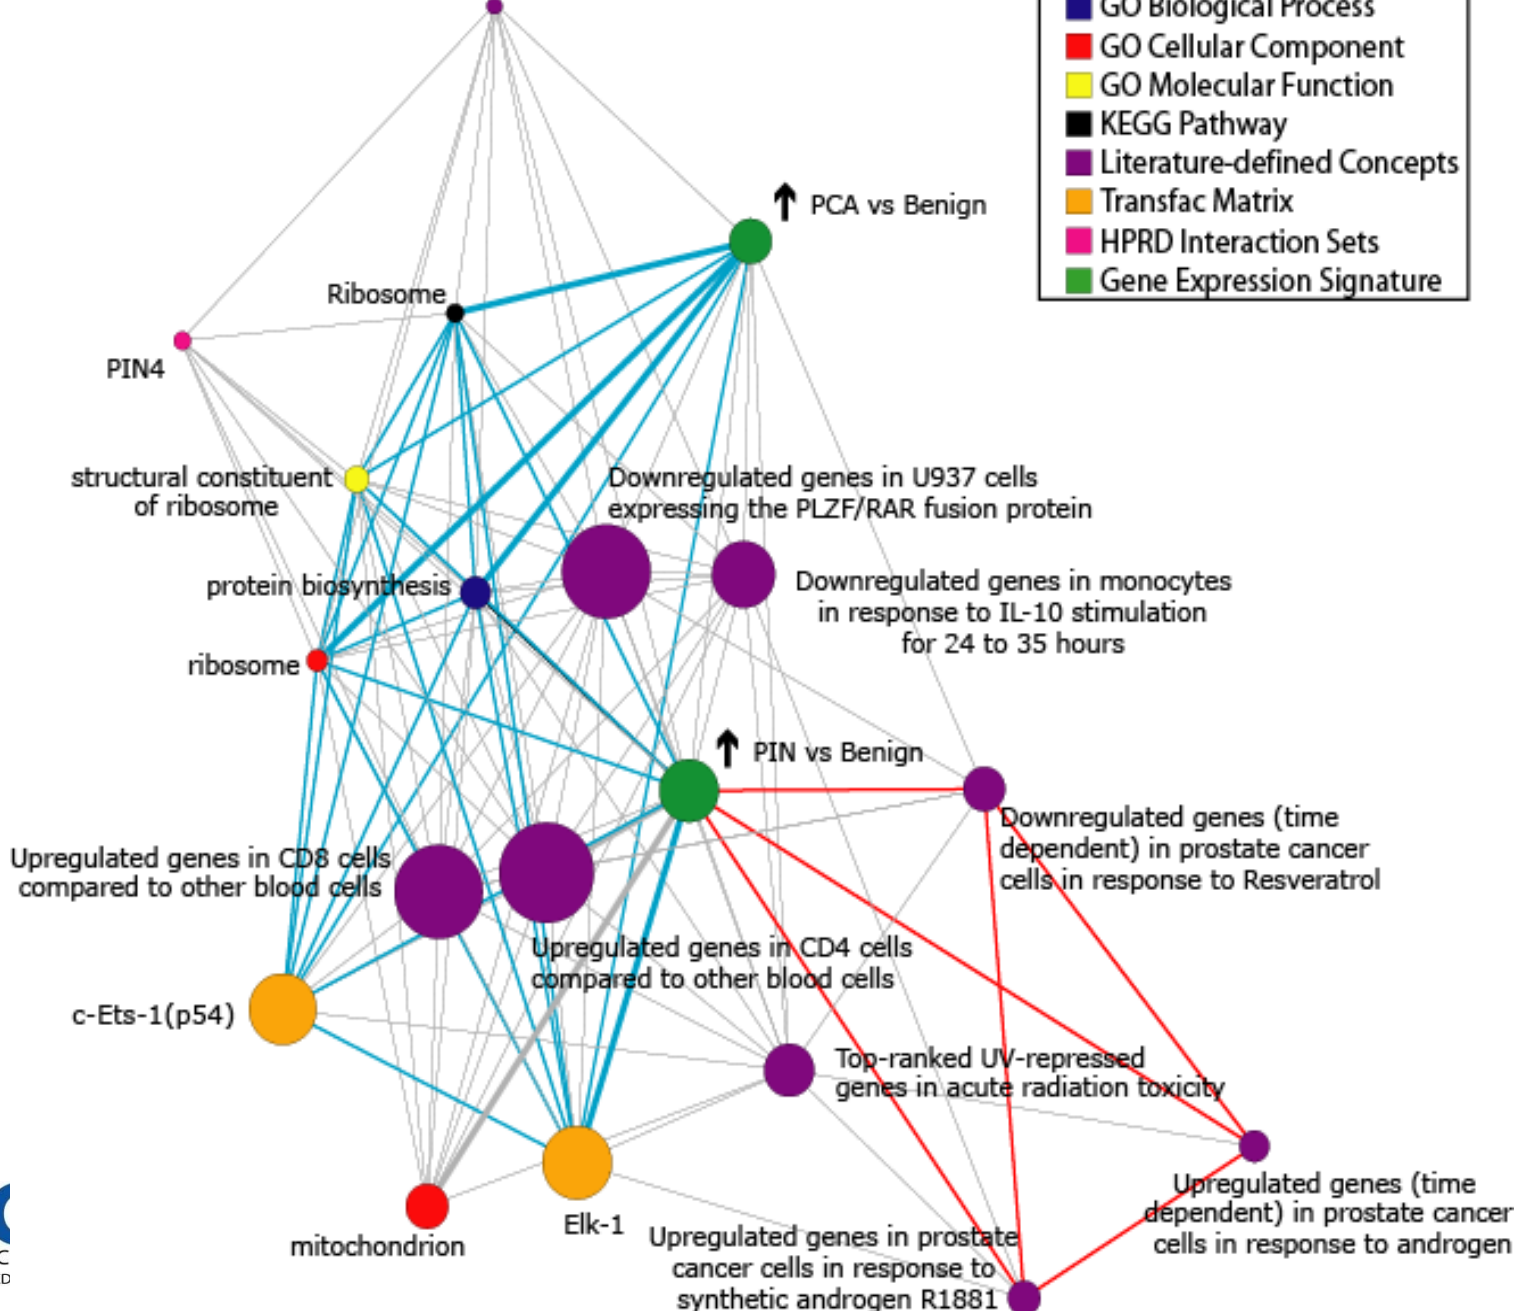 GO Biological Process
GO Cellular Component
GO Molecular Function
KEGG Pathway
Literature-defined Concepts
Transfac Matrix
HPRD Interaction Sets
Gene Expression Signature
PCA vs Benign
Ribosome
PIN4
structural constituent
of ribosome
Downregulated genes in U937 cells
expressing the PLZF/RAR fusion protein
protein biosynthesis
Downregulated genes in monocytes
in response to IL-10 stimulation
for 24 to 35 hours
ribosome
PIN vs Benign
Downregulated genes (time
dependent) in prostate cancer
cells in response to Resveratrol
Upregulated genes in CD8 cells
compared to other blood cells
Upregulated genes in CD4 cells
compared to other blood cells
c-Ets-1(p54)
Top-ranked UV-repressed
genes in acute radiation toxicity
Upregulated genes (time
dependent) in prostate cancer
cells in response to androgen
Elk-1
mitochondrion
Upregulated genes in prostate
cancer cells in response to
synthetic androgen R1881